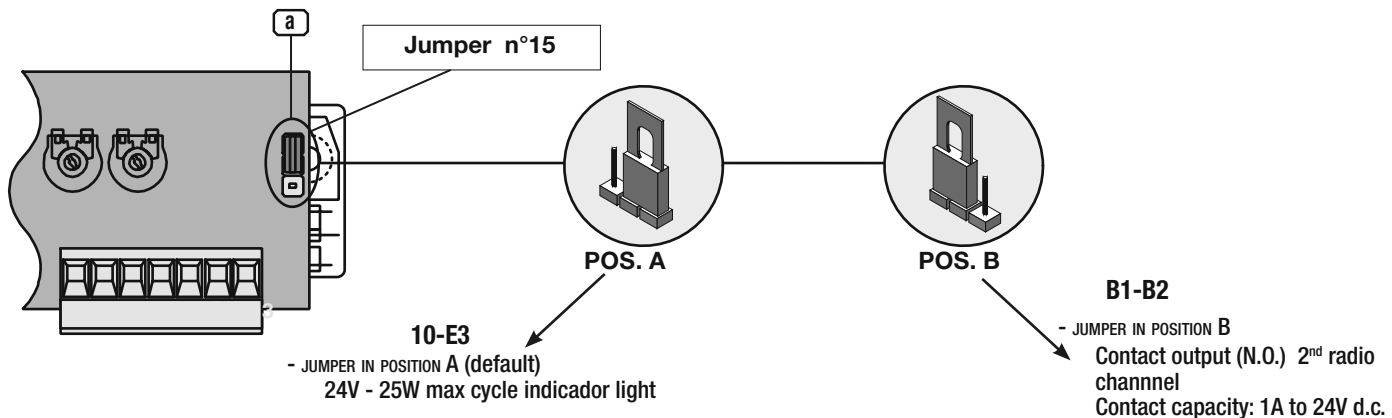 a
Jumper n°15
POS. A
POS. B
10-E3
- JUMPER IN POSITION A (default)
24V - 25W max cycle indicador light
B1-B2
- JUMPER IN POSITION B
Contact output (N.O.) 2nd radio
channnel
Contact capacity: 1A to 24V d.c.
3